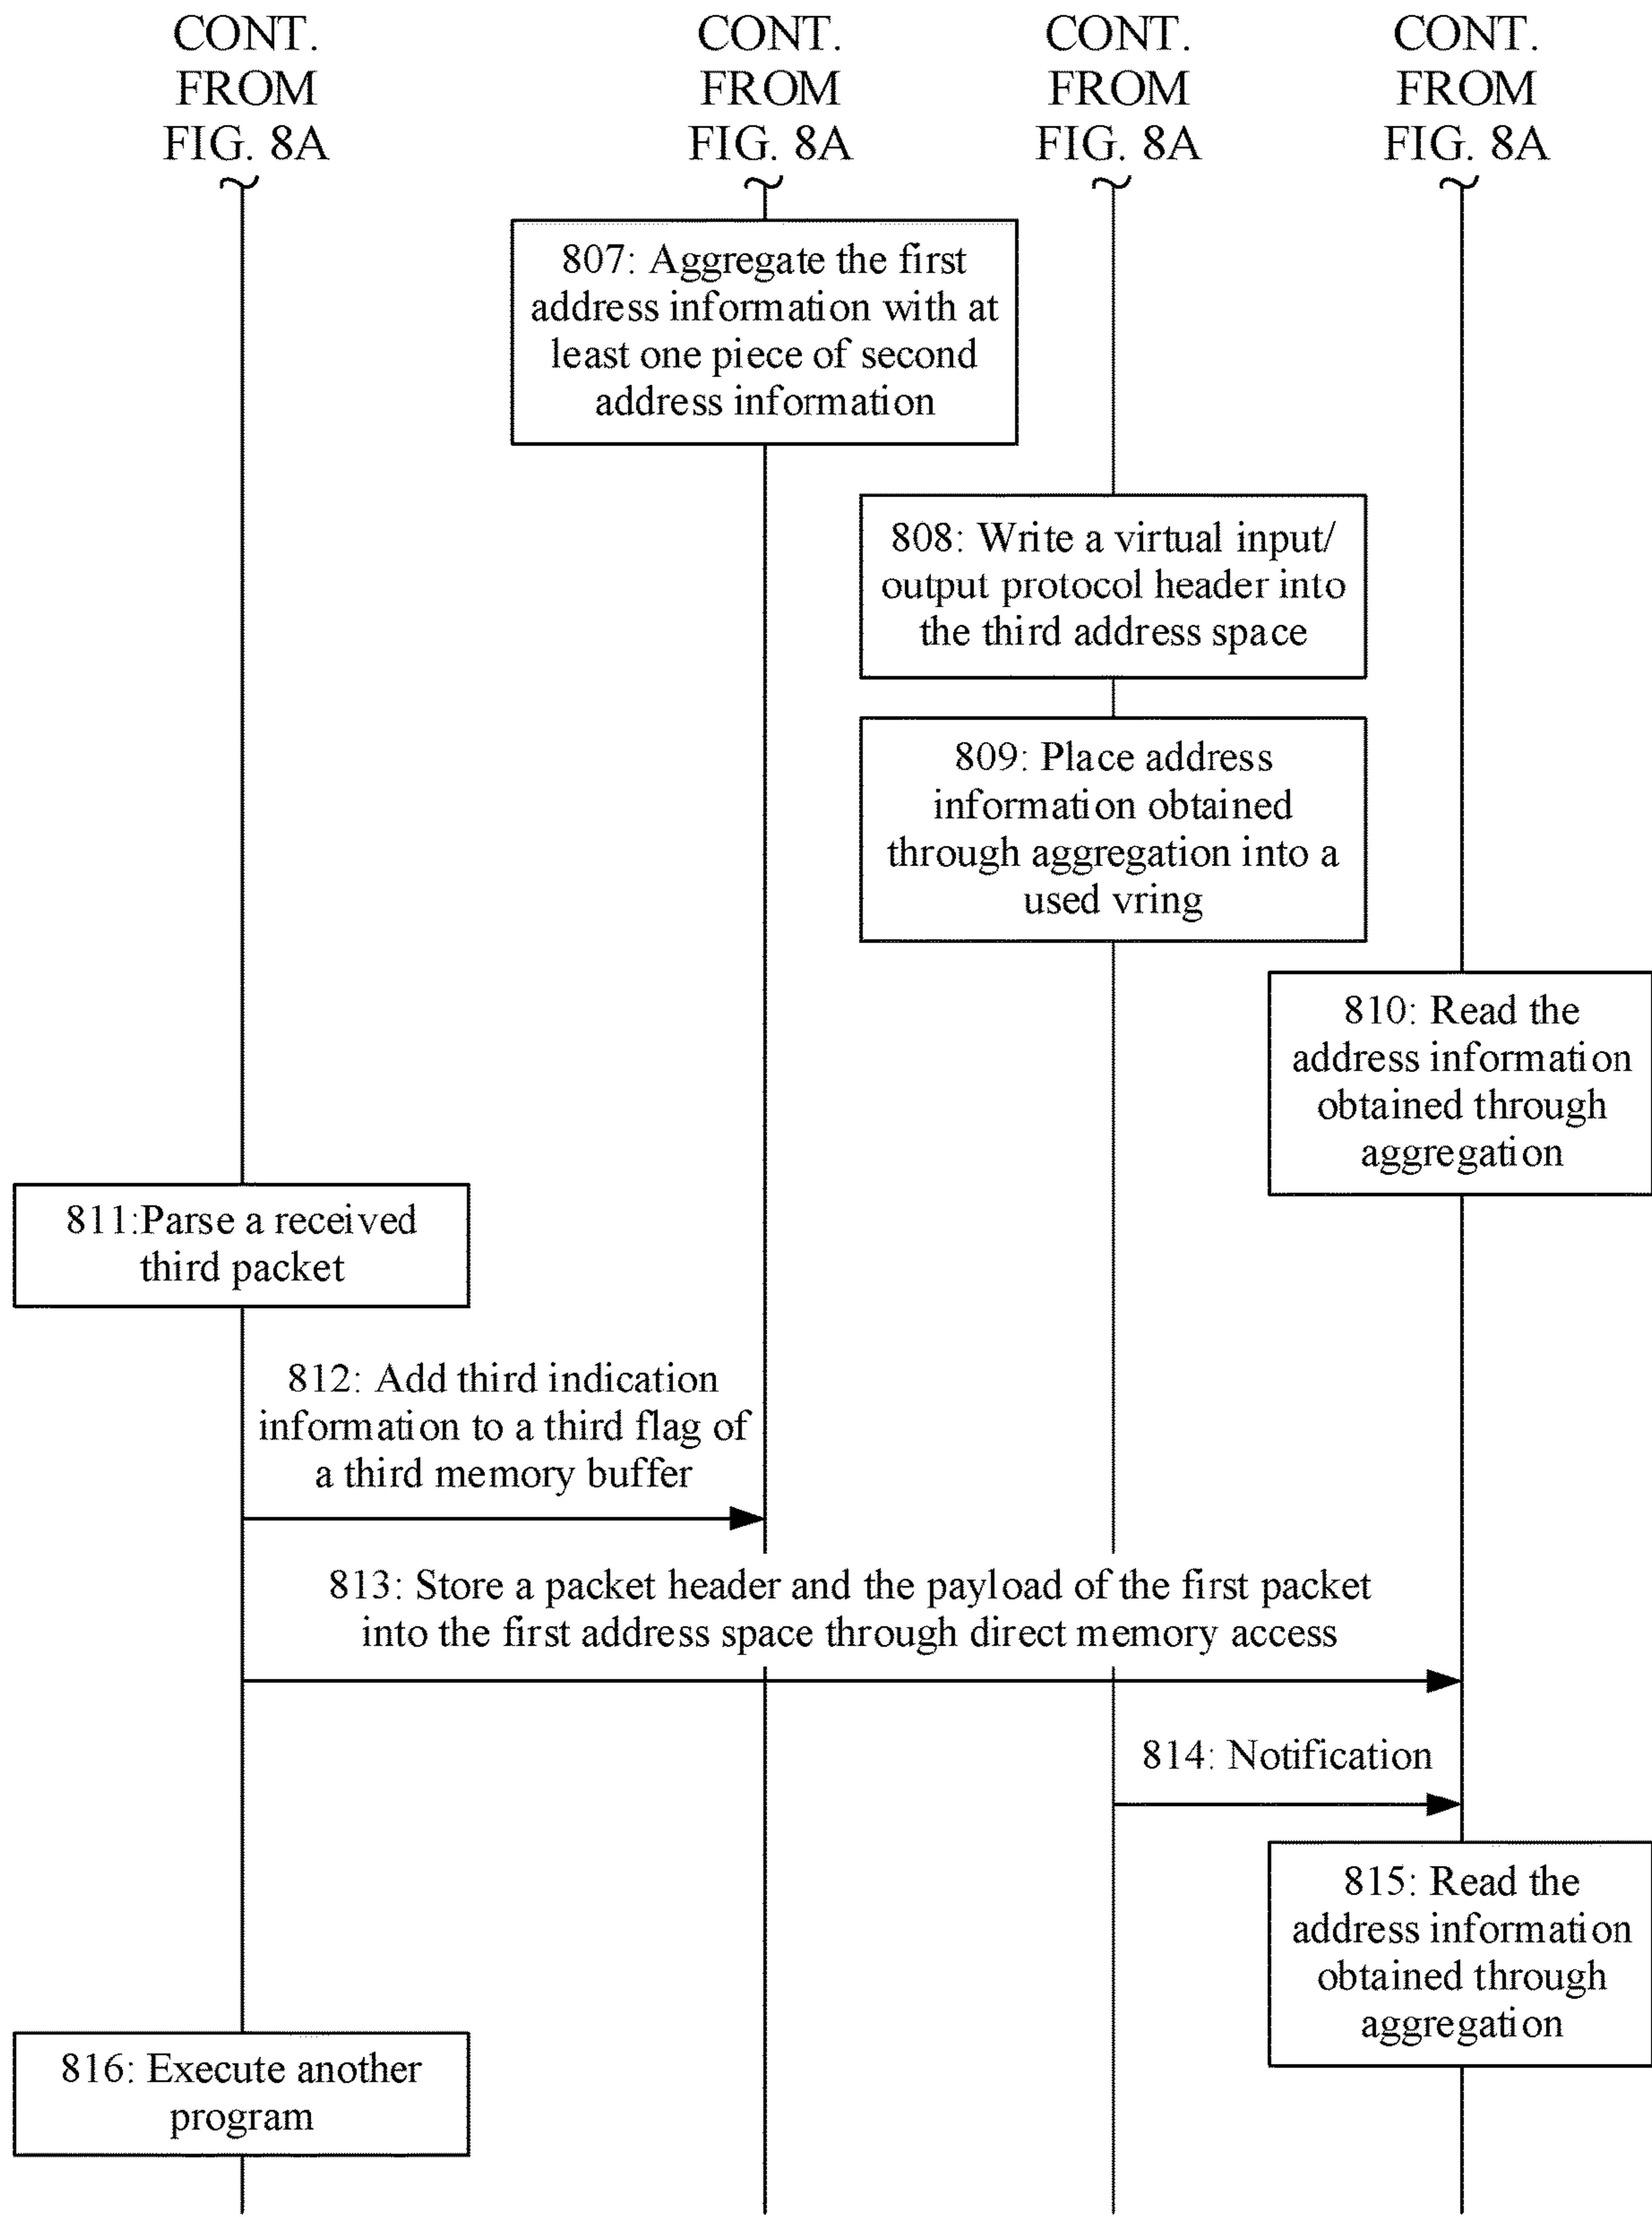 CONT.
FROM
FIG. 8A
CONT.
FROM
FIG. 8A
CONT.
FROM
FIG. 8A
CONT.
FROM
FIG. 8A
807: Aggregate the first
address information with at
least one piece of second
address information
808: Write a virtual input/
output protocol header into
the third address space
809: Place address
information obtained
through aggregation into a
used vring
810: Read the
address information
obtained through
aggregation
811:Parse a received
third packet
812: Add third indication
information to a third flag of
a third memory buffer
813: Store a packet header and the payload of the first packet
into the first address space through direct memory access
814: Notification
815: Read the
address information
obtained through
aggregation
816: Execute another
program